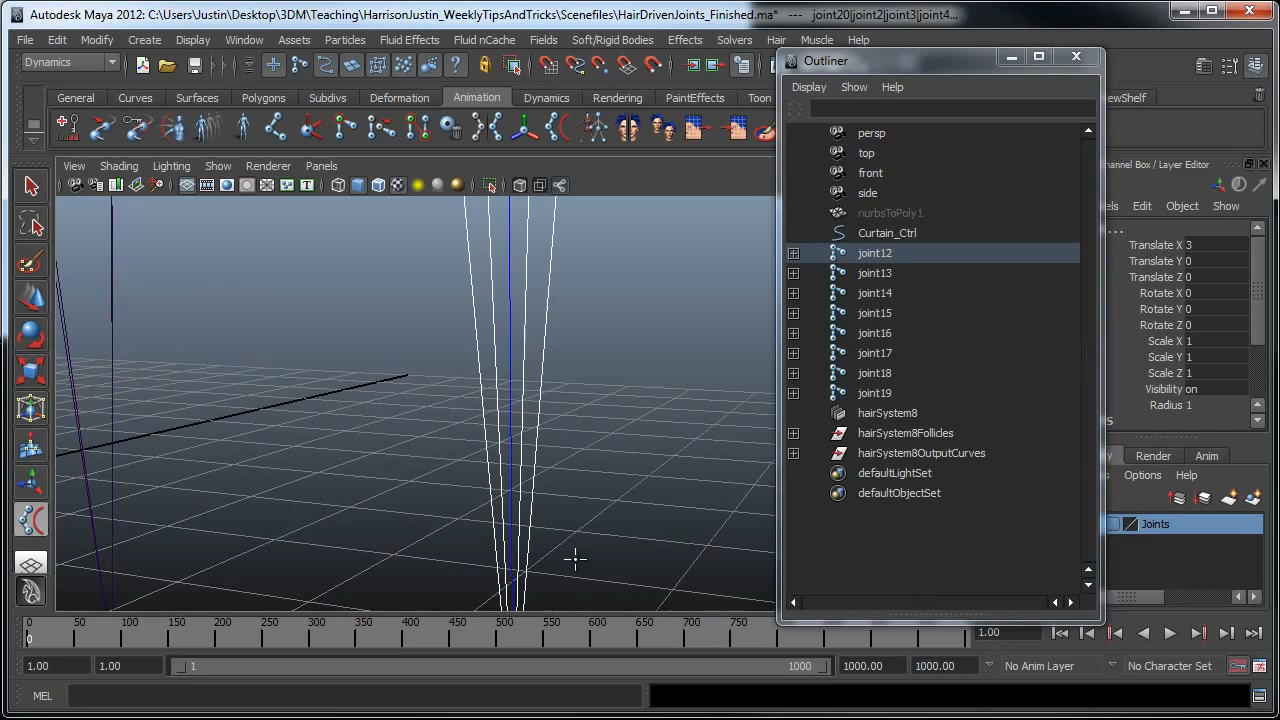 Autodesk Maya 2012: C:\Users\Justin\Desktop\3DM\Teaching\HarrisonJustin_WeeklyTipsAndTricks\Scenefiles\HairDrivenJoints_Finished.ma* --- joint20|joint2|joint3|joint4...
File Edit Modify Create Display Window Assets Particles Fluid Effects Fluid nCache Fields Soft/Rigid Bodies Effects Solvers Hair Muscle Help
Dynamics
General Curves Surfaces Polygons Subdivs Deformation Animation Dynamics Rendering PaintEffects Toon
ewShelf
View Shading Lighting Show Renderer Panels
Outliner
Display Show Help
persp
top
front
side
nurbsToPoly1
Curtain_Ctrl
joint12
joint13
joint14
joint15
joint16
joint17
joint18
joint19
hairSystem8
hairSystem8Follicles
hairSystem8OutputCurves
defaultLightSet
defaultObjectSet
hannel Box / Layer Editor
els Edit Object Show
...
Translate X 3
Translate Y 0
Translate Z 0
Rotate X 0
Rotate Y 0
Rotate Z 0
Scale X 1
Scale Y 1
Scale Z 1
Visibility on
Radius 1
S
y Render Anim
Options Help
Joints
0 50 100 150 200 250 300 350 400 450 500 550 600 650 700 750
0
1.00
1.00 1.00 1 1000 1000.00 1000.00 No Anim Layer No Character Set
MEL